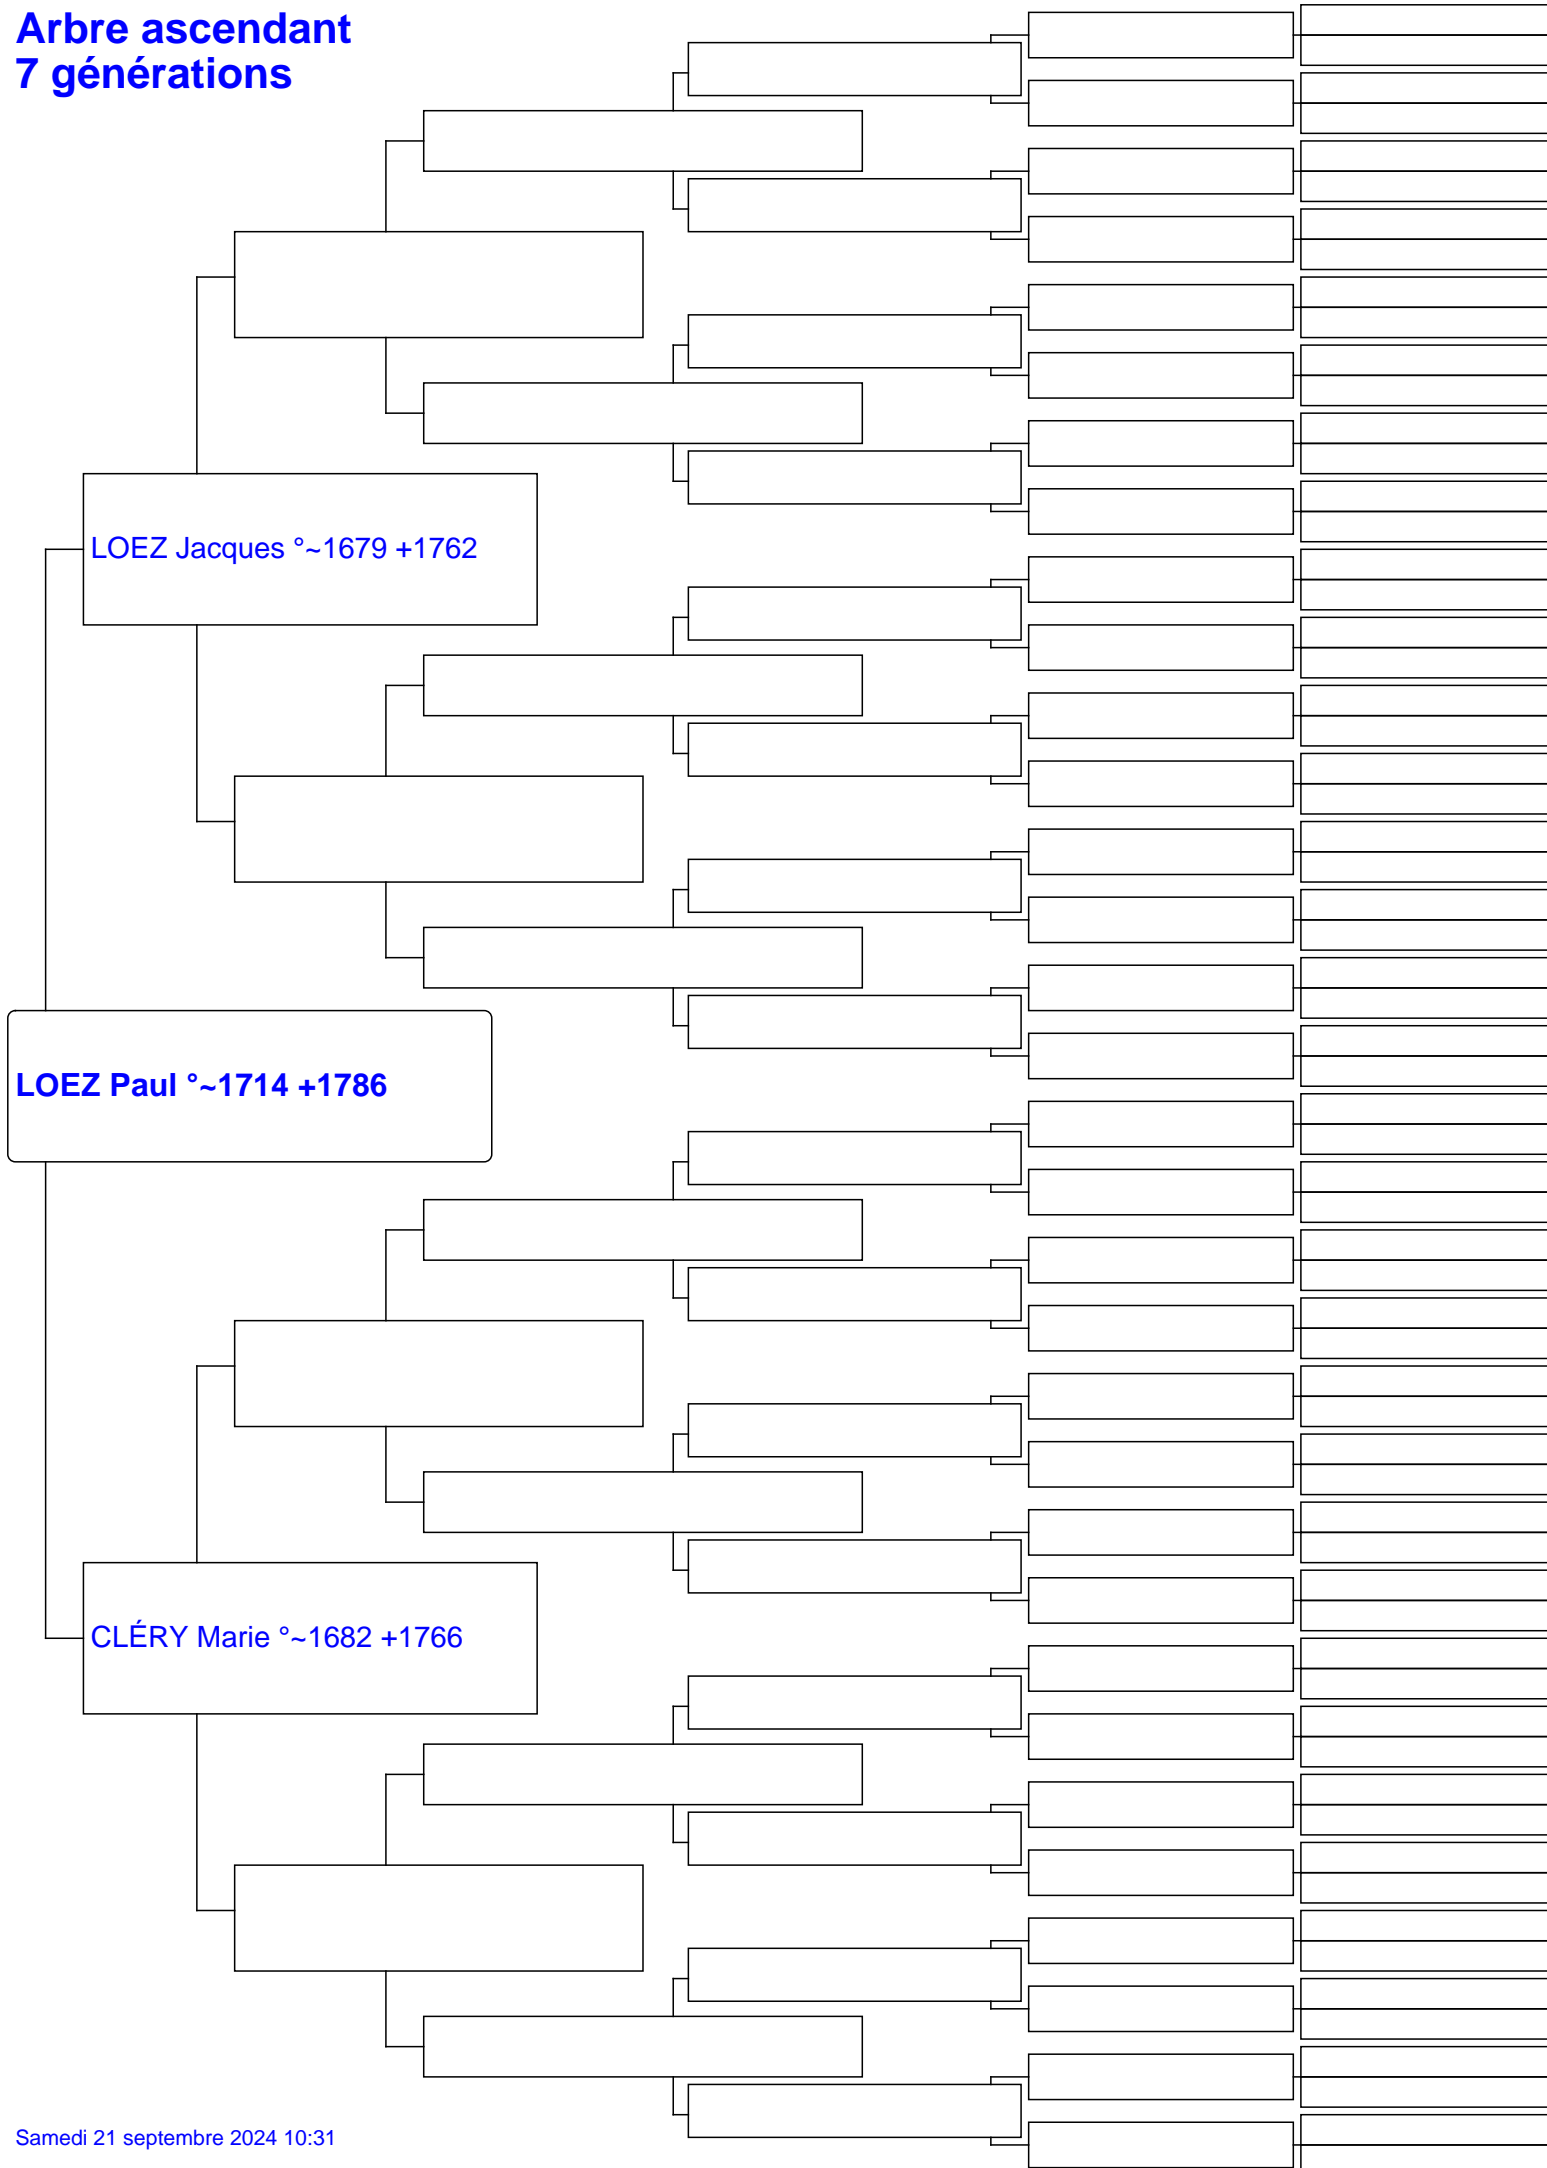 Arbre ascendant
7 générations
LOEZ Jacques °~1679 +1762
LOEZ Paul °~1714 +1786
CLÉRY Marie °~1682 +1766
Samedi 21 septembre 2024 10:31